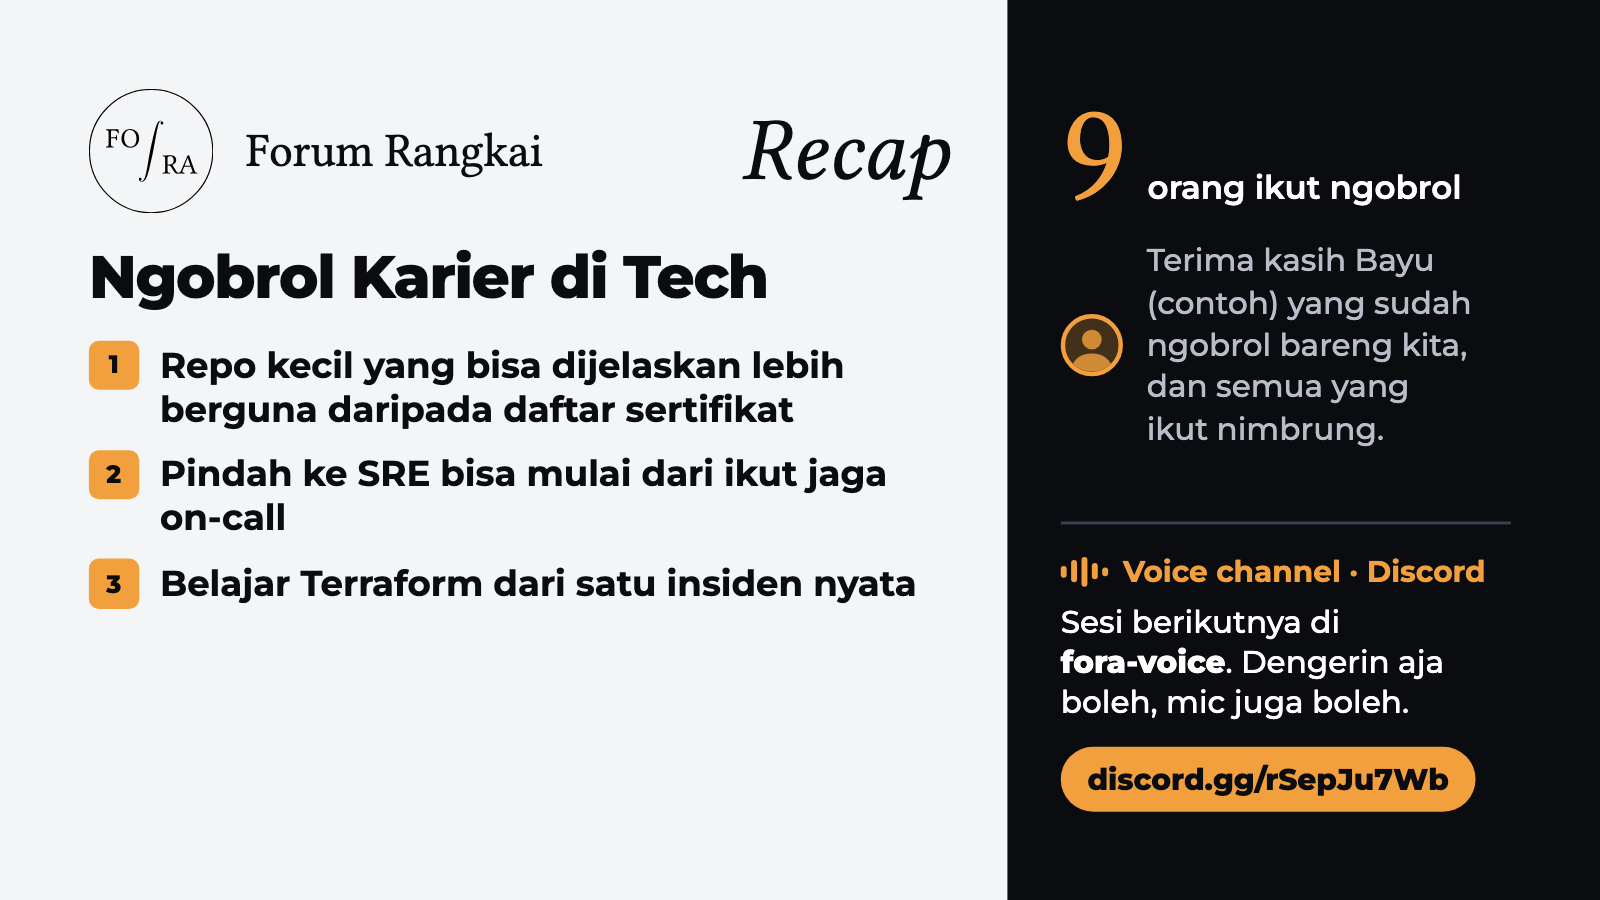 FO
RA
Forum Rangkai
Recap
Ngobrol Karier di Tech
1
Repo kecil yang bisa dijelaskan lebih
berguna daripada daftar sertifikat
2
Pindah ke SRE bisa mulai dari ikut jaga
on-call
3
Belajar Terraform dari satu insiden nyata
9
orang ikut ngobrol
Terima kasih Bayu
(contoh) yang sudah
ngobrol bareng kita,
dan semua yang
ikut nimbrung.
Voice channel · Discord
Sesi berikutnya di
fora-voice. Dengerin aja
boleh, mic juga boleh.
discord.gg/rSepJu7Wb